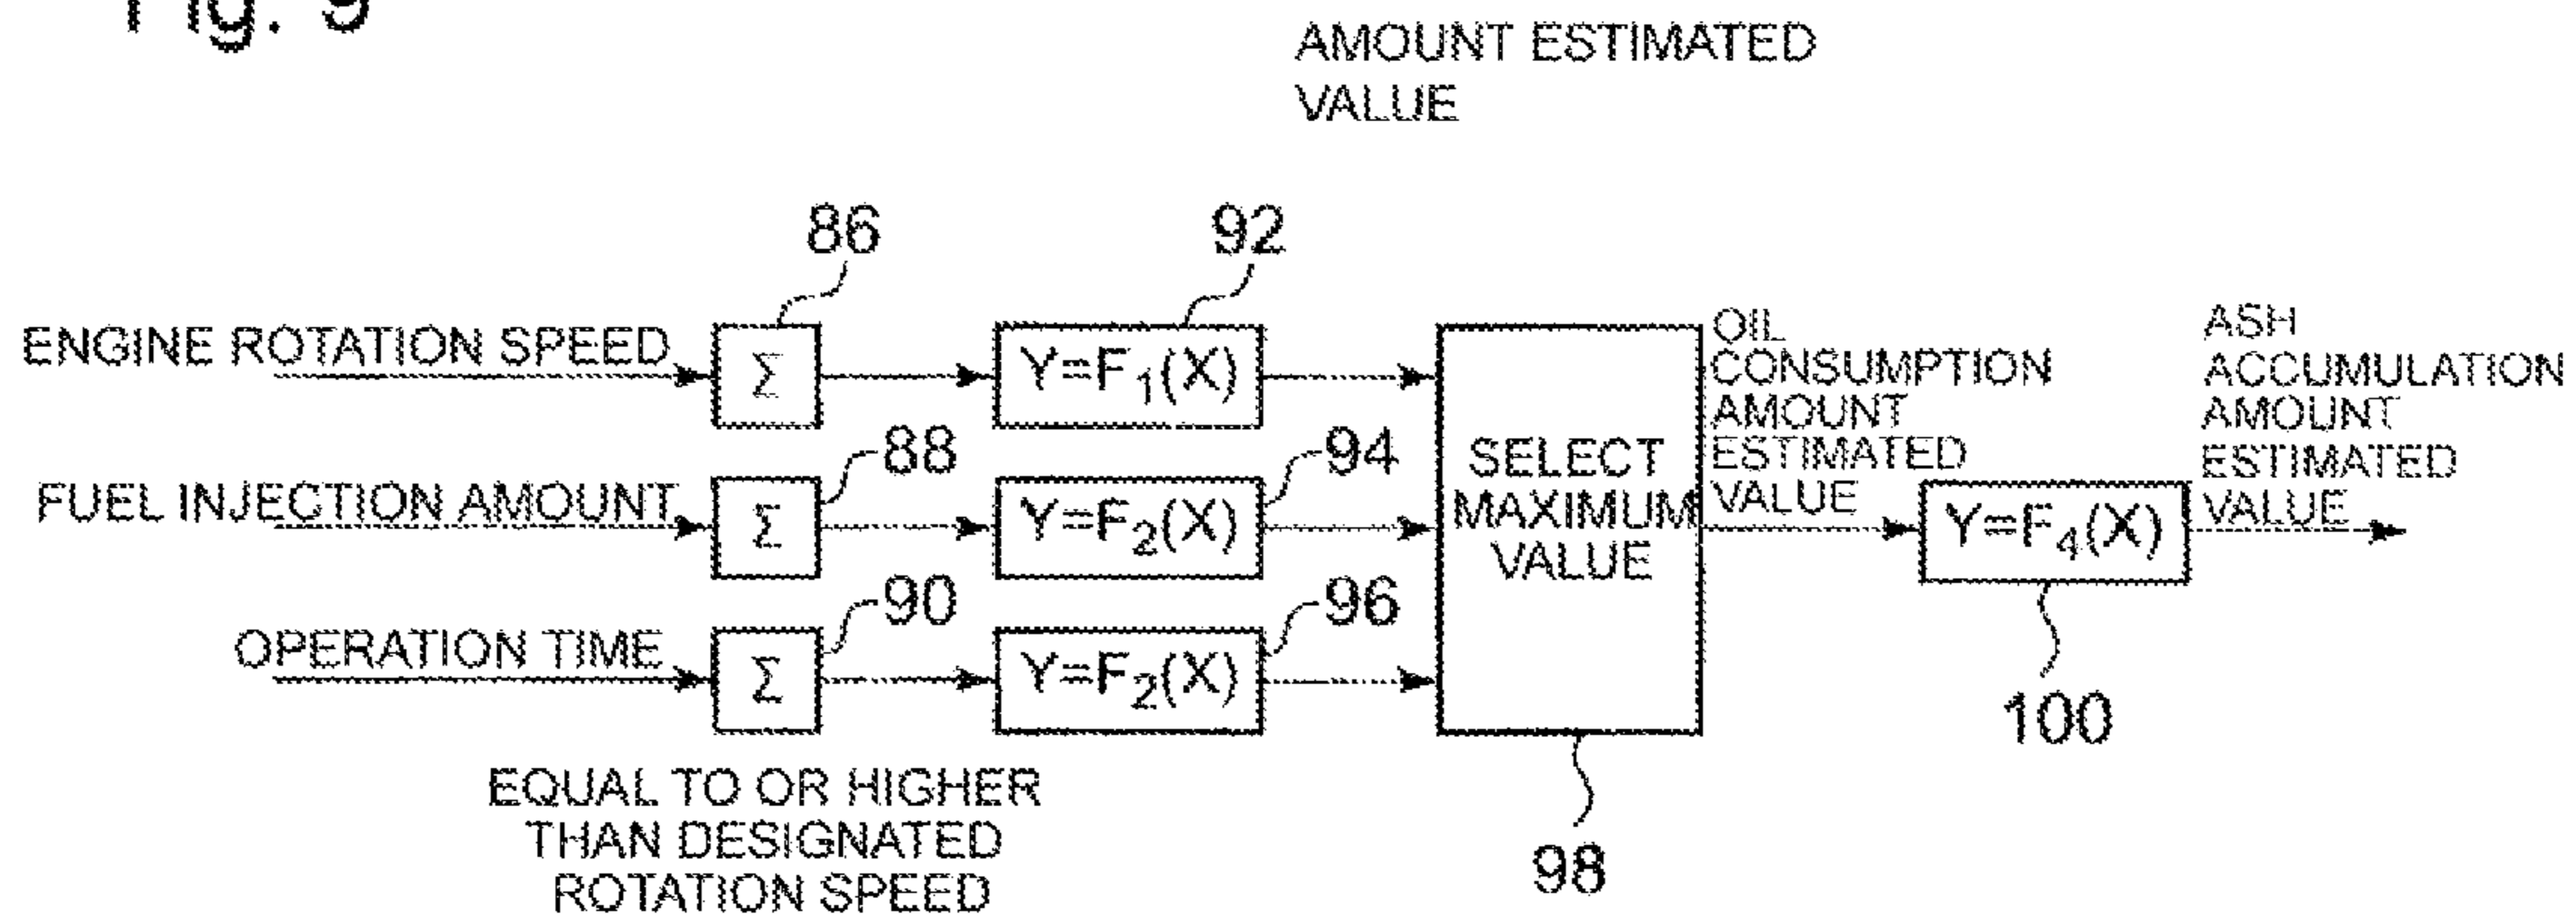 Fig. 9
AMOUNT ESTIMATED
VALUE
86
92
ENGINE ROTATION SPEED
Σ
Y=F₁(X)
88
94
FUEL INJECTION AMOUNT
Σ
Y=F₂(X)
90
96
OPERATION TIME
Σ
Y=F₂(X)
EQUAL TO OR HIGHER
THAN DESIGNATED
ROTATION SPEED
SELECT
MAXIMUM
VALUE
98
OIL
CONSUMPTION
AMOUNT
ESTIMATED
VALUE
Y=F₄(X)
100
ASH
ACCUMULATION
AMOUNT
ESTIMATED
VALUE